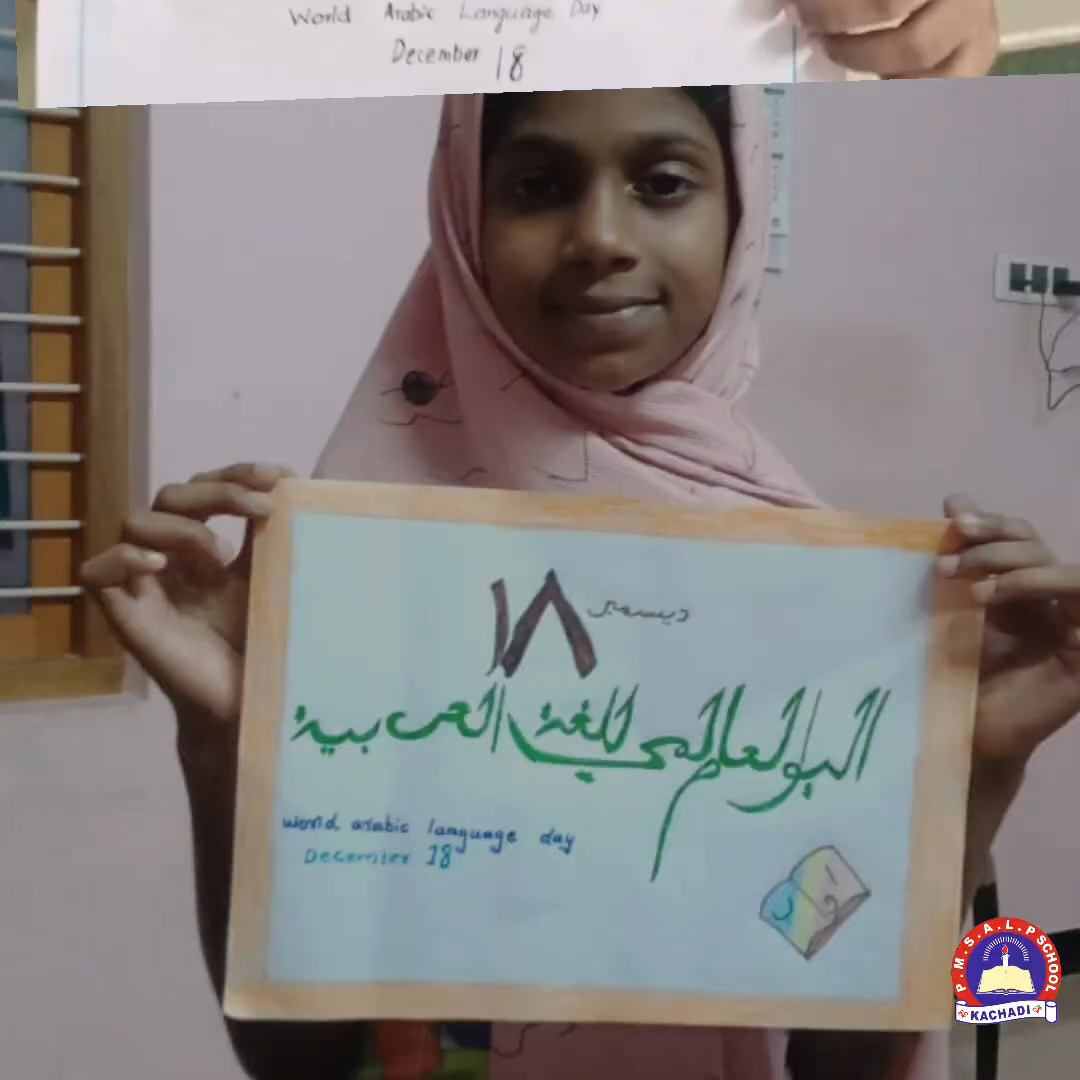 World Arabic Language Day
December 18
ديسمبر ١٨
اليوم العالمي للغة العربية
world arabic language day
December 18
P.M.S.A.L.P SCHOOL
KACHADI